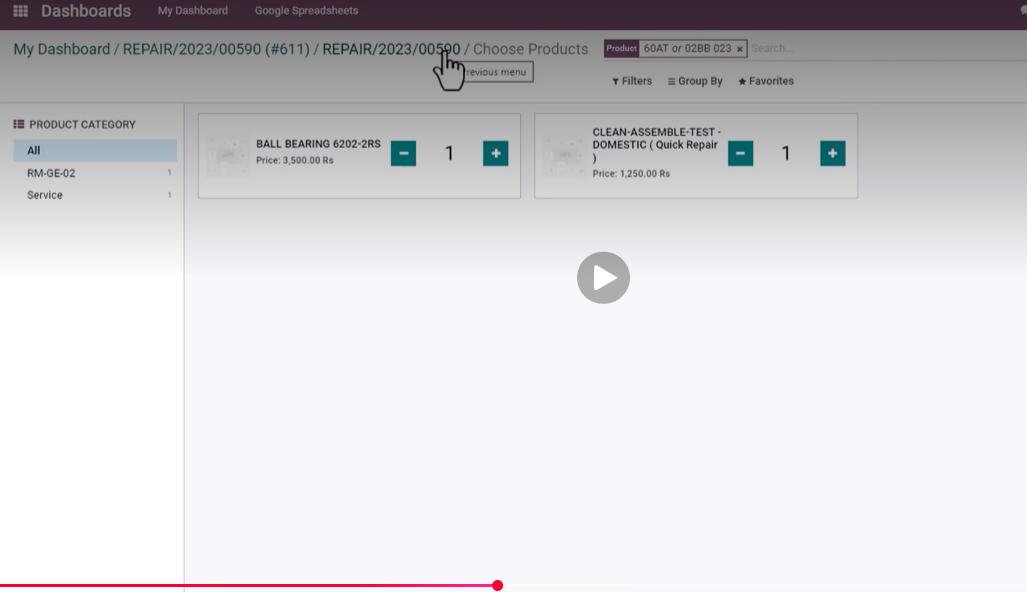 Dashboards My Dashboard Google Spreadsheets
My Dashboard / REPAIR/2023/00590 (#611) / REPAIR/2023/00590 / Choose Products
Product 60AT or 02BB 023 × Search...
revious menu
Filters Group By Favorites
PRODUCT CATEGORY
All
RM-GE-02 1
Service 1
BALL BEARING 6202-2RS
Price: 3,500.00 Rs
1
CLEAN-ASSEMBLE-TEST -
DOMESTIC ( Quick Repair
)
Price: 1,250.00 Rs
1